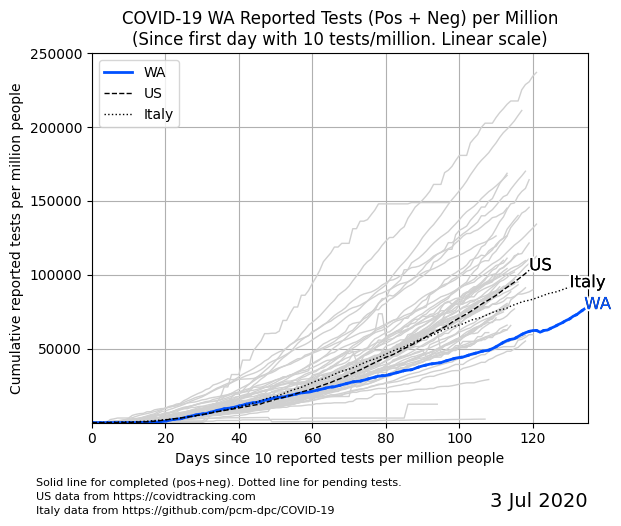 COVID-19 WA Reported Tests (Pos + Neg) per Million
(Since first day with 10 tests/million. Linear scale)
250000
200000
150000
100000
50000
Cumulative reported tests per million people
WA
US
Italy
US
Italy
WA
0 20 40 60 80 100 120
Days since 10 reported tests per million people
Solid line for completed (pos+neg). Dotted line for pending tests.
US data from https://covidtracking.com
Italy data from https://github.com/pcm-dpc/COVID-19
3 Jul 2020